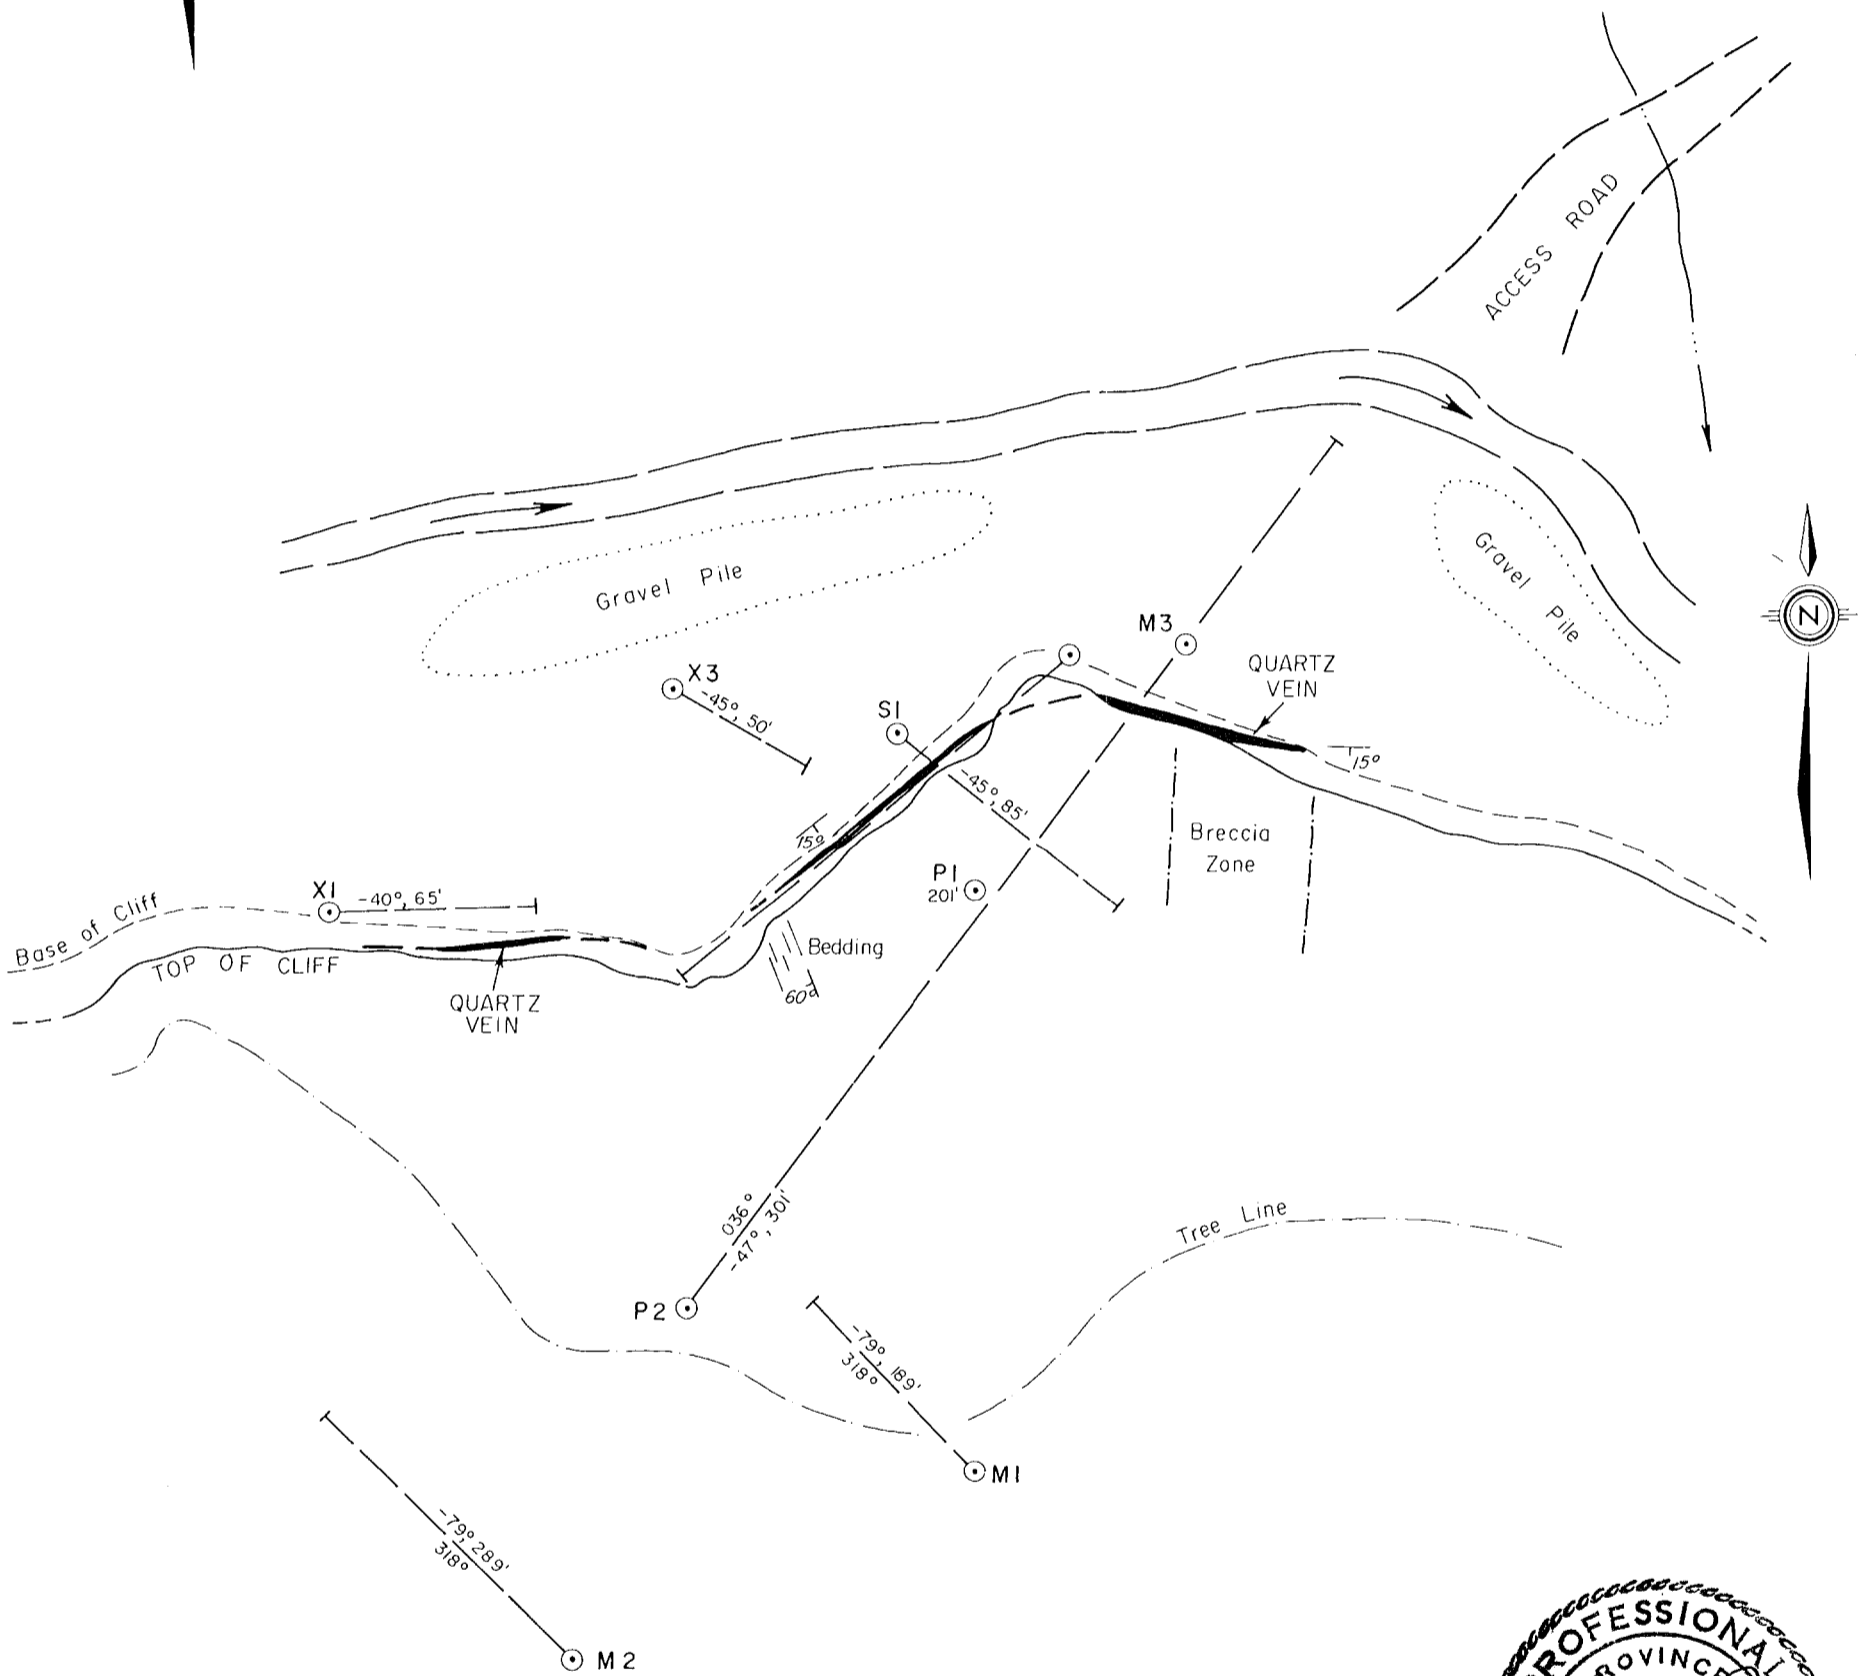 ACCESS ROAD
Gravel Pile
Gravel Pile
M3
QUARTZ
VEIN
X3
-45°, 50'
S1
15°
-45°, 85'
15°
Breccia
Zone
P1
201'
X1
-40°, 65'
Base of Cliff
TOP OF CLIFF
Bedding
60°
QUARTZ
VEIN
N
036°
-47°, 301'
Tree Line
P2
-79°, 189'
318°
M1
-79°, 289'
318°
M2
PROFESSIONAL
PROVINCE